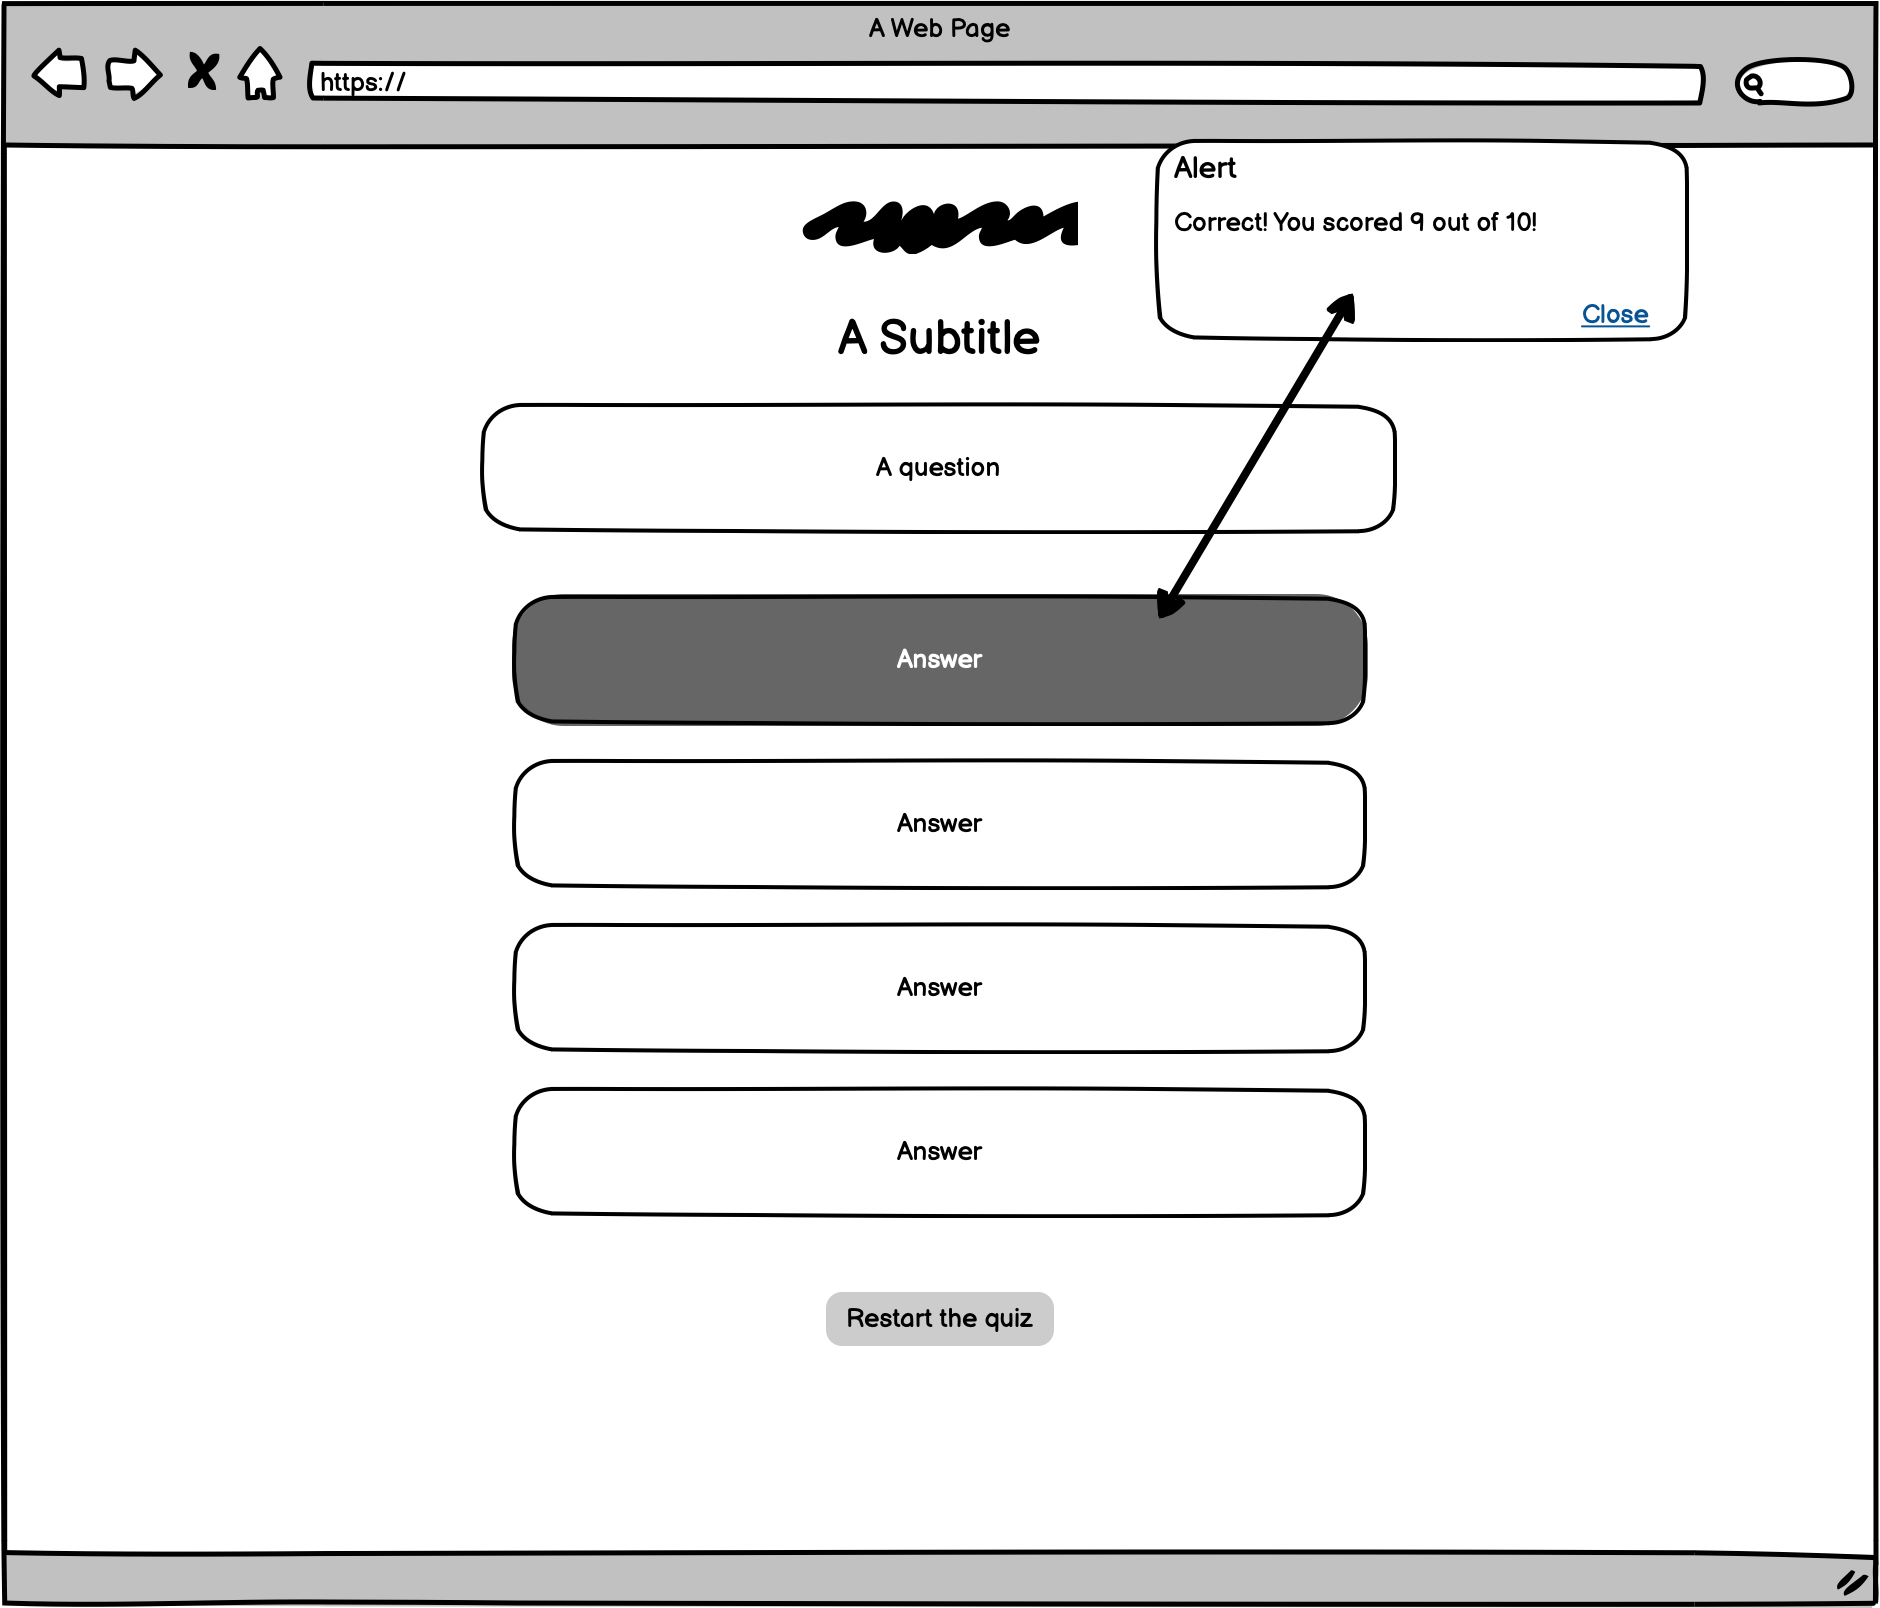 A Web Page
https://
Alert
Correct! You scored 9 out of 10!
Close
A Subtitle
A question
Answer
Answer
Answer
Answer
Restart the quiz